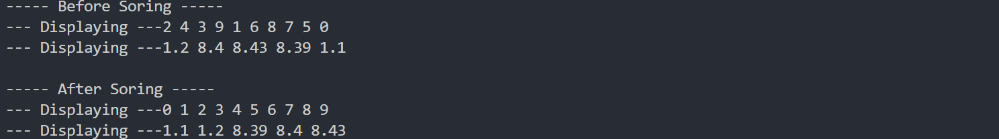 ----- Before Soring -----
--- Displaying ---2 4 3 9 1 6 8 7 5 0
--- Displaying ---1.2 8.4 8.43 8.39 1.1
----- After Soring -----
--- Displaying ---0 1 2 3 4 5 6 7 8 9
--- Displaying ---1.1 1.2 8.39 8.4 8.43